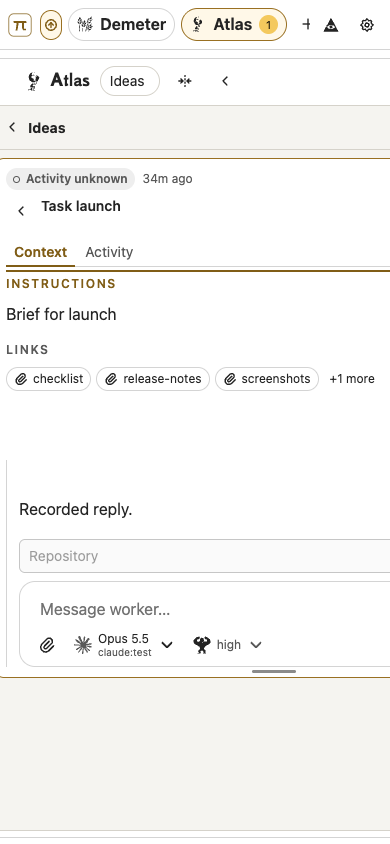 π Demeter Atlas 1
Atlas Ideas
Ideas
Activity unknown 34m ago
Task launch
Context Activity
INSTRUCTIONS
Brief for launch
LINKS
checklist release-notes screenshots +1 more
Recorded reply.
Repository
Message worker...
Opus 5.5
claude:test
high